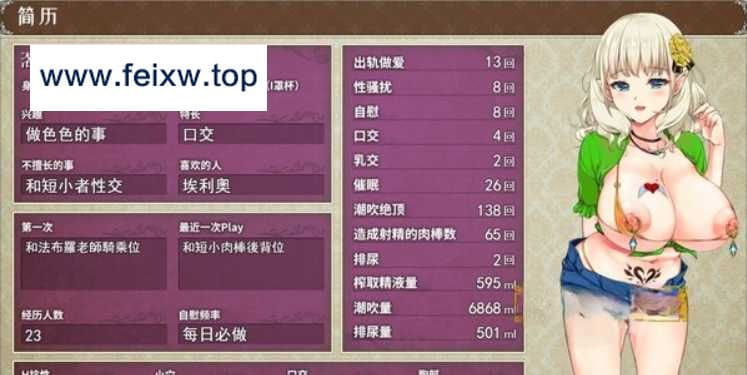 简历
www.feixw.top
(I罩杯)
兴趣
做色色的事
特长
口交
不擅长的事
和短小者性交
喜欢的人
埃利奥
第一次
和法布羅老師騎乘位
最近一次Play
和短小肉棒後背位
经历人数
23
自慰频率
每日必做
出轨做爱 13回
性骚扰 8回
自慰 8回
口交 4回
乳交 2回
催眠 26回
潮吹绝顶 138回
造成射精的肉棒数 65回
排尿 2回
榨取精液量 595 ml
潮吹量 6868 ml
排尿量 501 ml